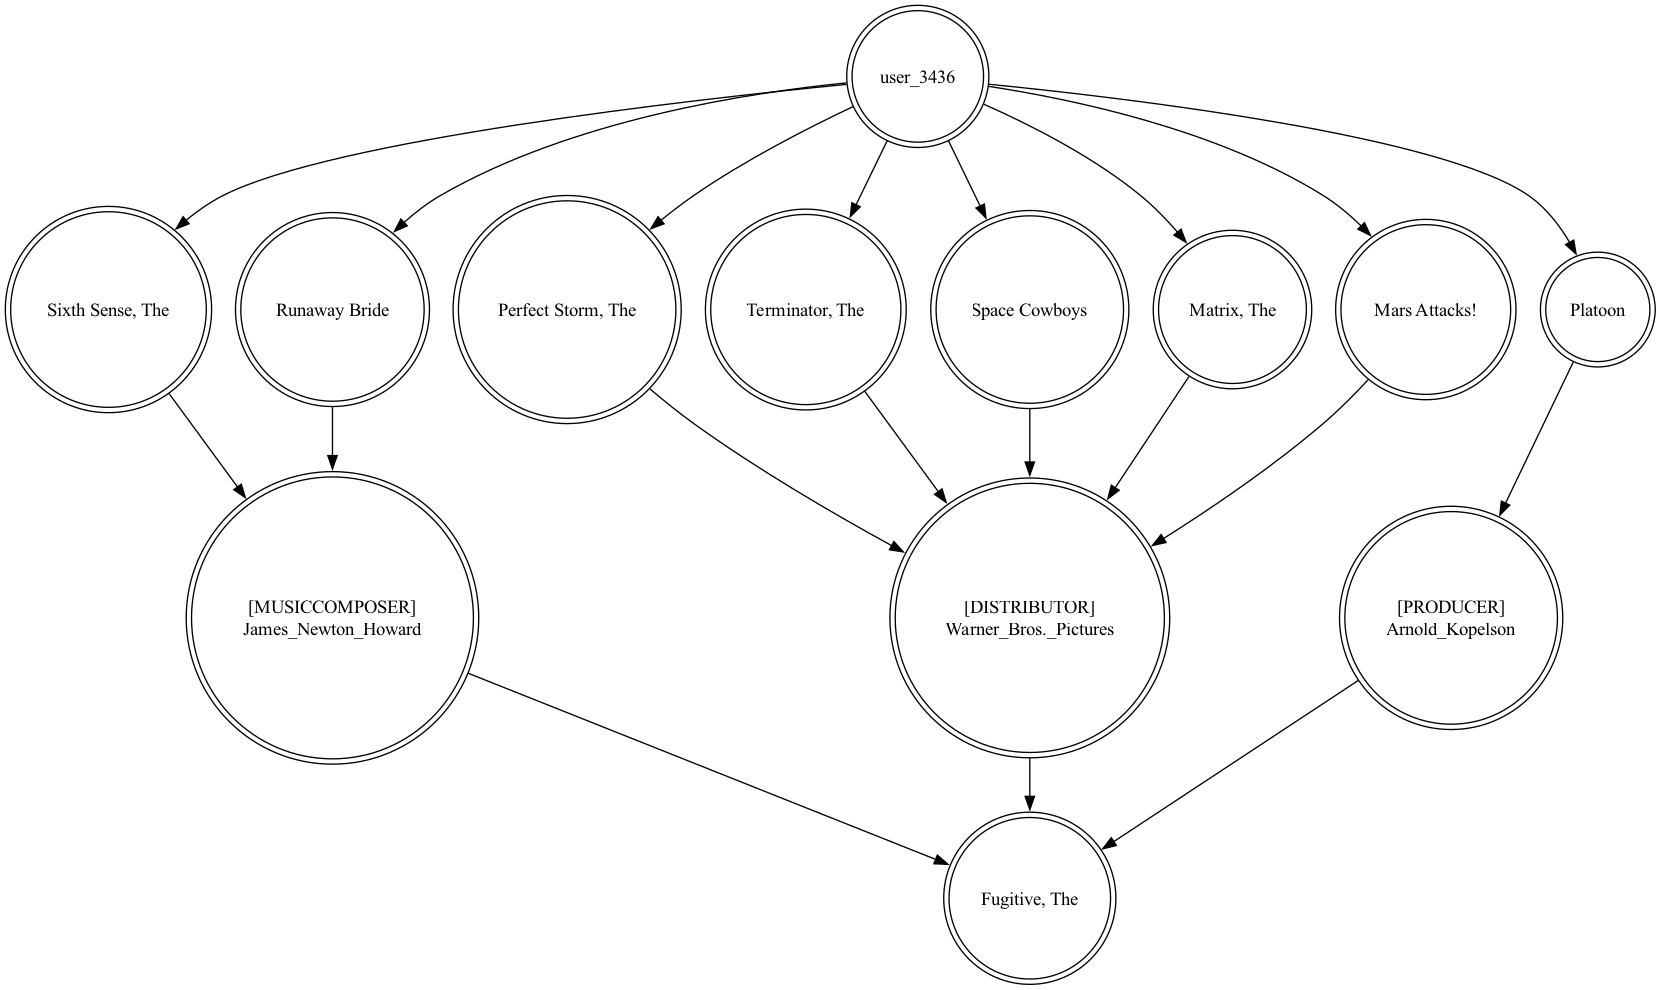 user_3436
Sixth Sense, The
Runaway Bride
Perfect Storm, The
Terminator, The
Space Cowboys
Matrix, The
Mars Attacks!
Platoon
[MUSICCOMPOSER]
James_Newton_Howard
[DISTRIBUTOR]
Warner_Bros._Pictures
[PRODUCER]
Arnold_Kopelson
Fugitive, The